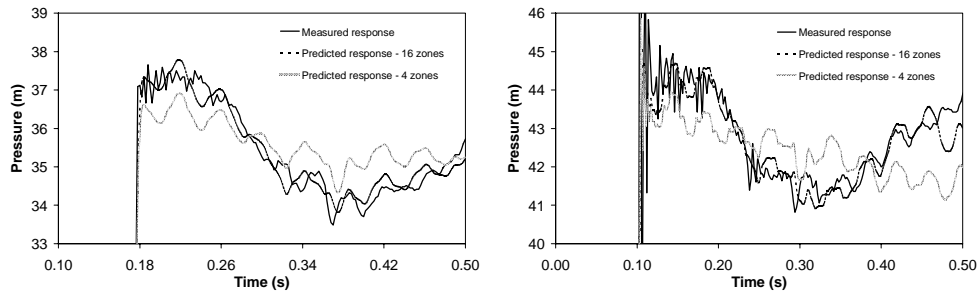 39
38
37
36
35
34
33
Pressure (m)
Measured response
Predicted response - 16 zones
Predicted response - 4 zones
0.10 0.18 0.26 0.34 0.42 0.50
Time (s)
46
45
44
43
42
41
40
Pressure (m)
Measured response
Predicted response - 16 zones
Predicted response - 4 zones
0.00 0.10 0.20 0.30 0.40 0.50
Time (s)